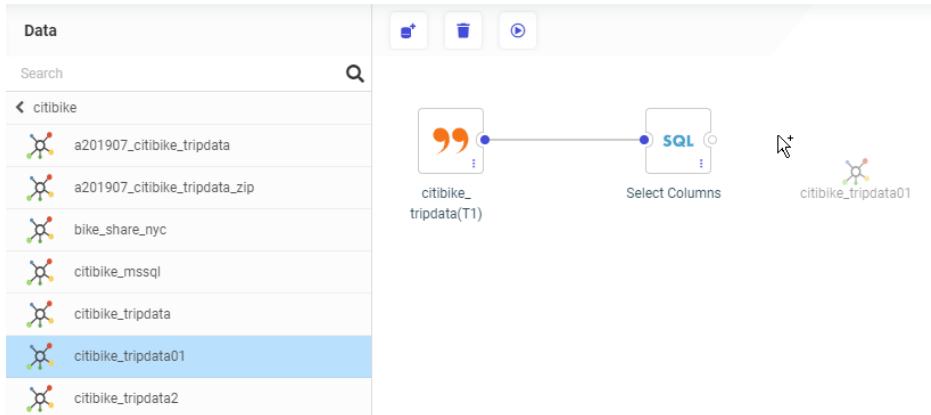 Data
Search
citibike
a201907_citibike_tripdata
a201907_citibike_tripdata_zip
bike_share_nyc
citibike_mssql
citibike_tripdata
citibike_tripdata01
citibike_tripdata2
SQL
citibike_
tripdata(T1)
Select Columns
citibike_tripdata01